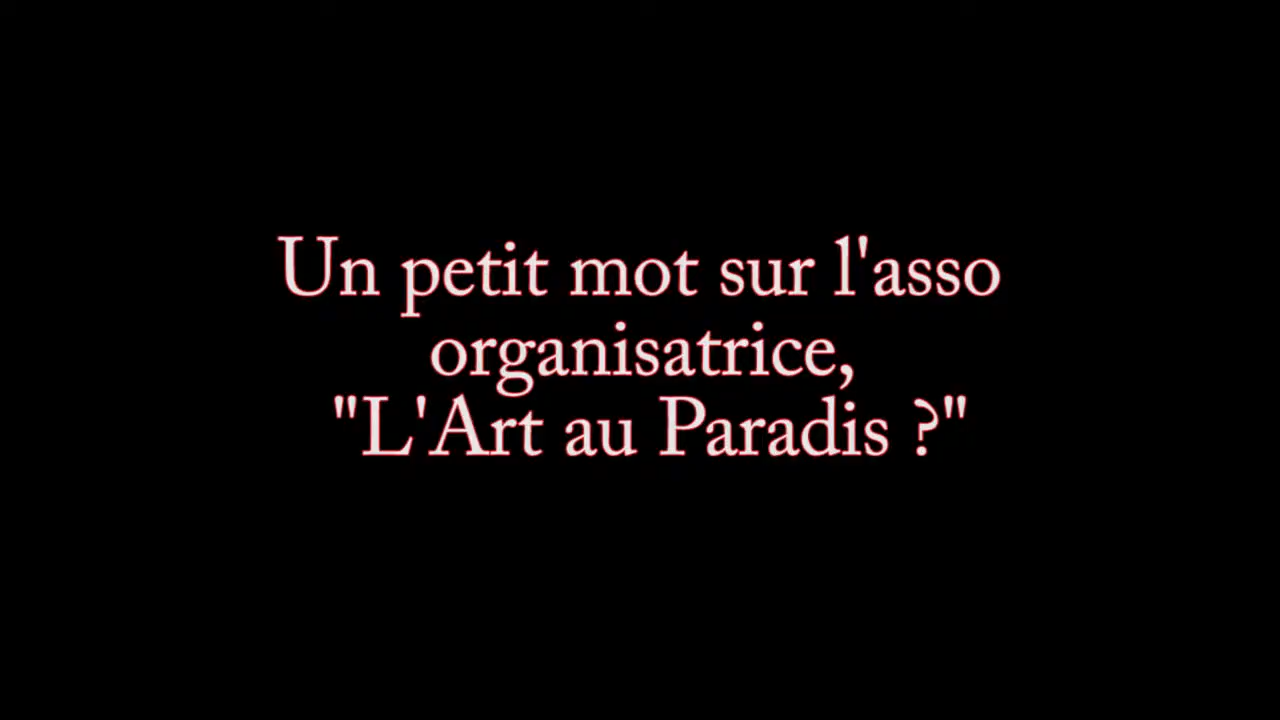 Un petit mot sur l'asso
organisatrice,
"L'Art au Paradis ?"